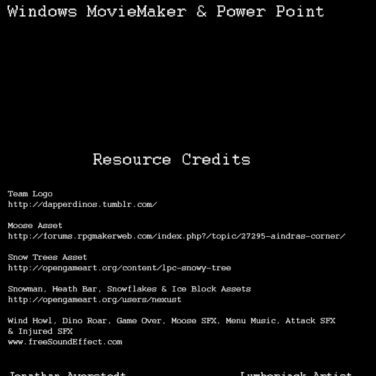 Windows MovieMaker & Power Point
Resource Credits
Team Logo
http://dapperdinos.tumblr.com/
Moose Asset
http://forums.rpgmakerweb.com/index.php?/topic/27295-aindras-corner/
Snow Trees Asset
http://opengameart.org/content/lpc-snowy-tree
Snowman, Heath Bar, Snowflakes & Ice Block Assets
http://opengameart.org/users/nexust
Wind Howl, Dino Roar, Game Over, Moose SFX, Menu Music, Attack SFX
& Injured SFX
www.freeSoundEffect.com
Jonathan Lumberjack Artist